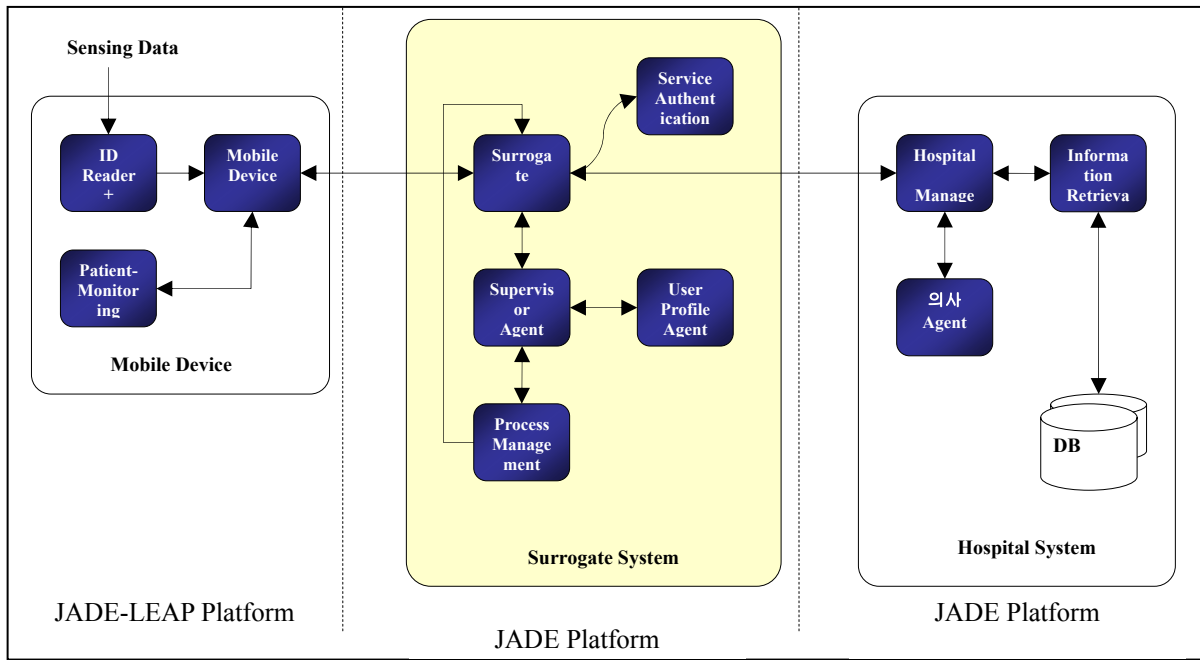 Sensing Data
ID
Reader
+
Mobile
Device
Patient-
Monitor
ing
Mobile Device
JADE-LEAP Platform
Service
Authent
ication
Surroga
te
Supervis
or
Agent
User
Profile
Agent
Process
Manage
ment
Surrogate System
JADE Platform
Hospital
Manage
Informa
tion
Retrieva
의사
Agent
DB
Hospital System
JADE Platform